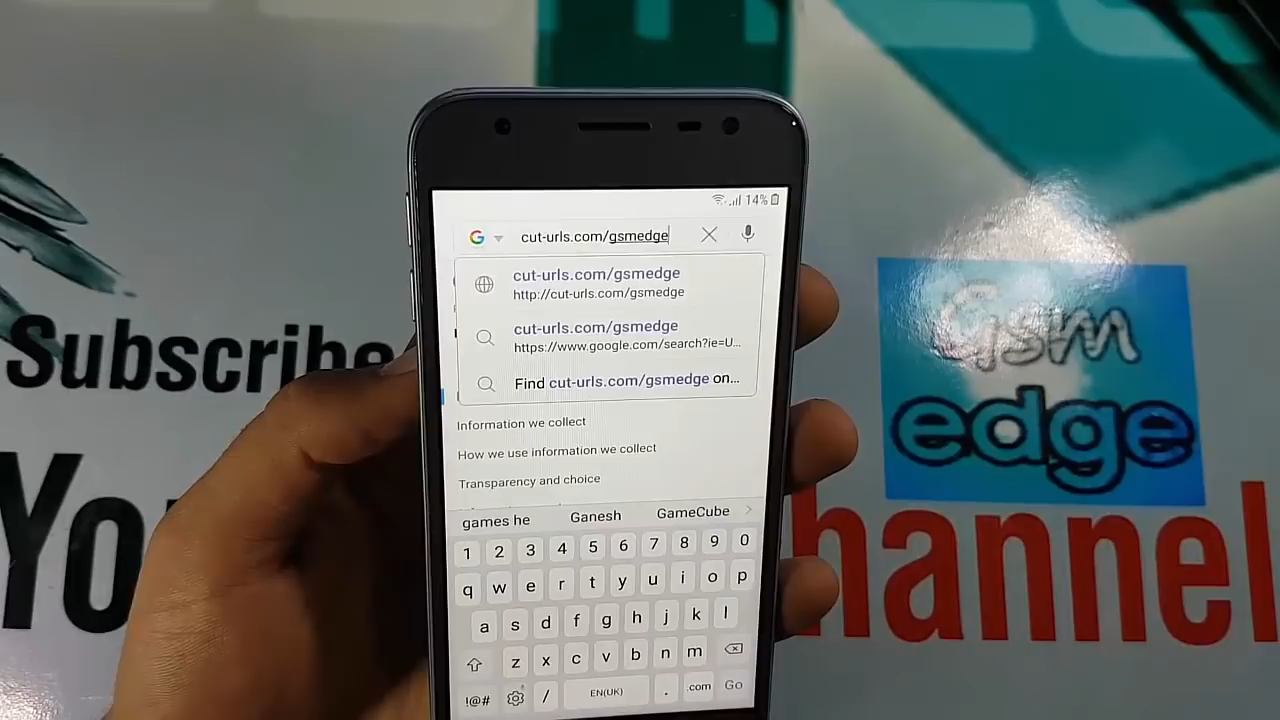 14%
cut-urls.com/gsmedge
cut-urls.com/gsmedge
http://cut-urls.com/gsmedge
cut-urls.com/gsmedge
https://www.google.com/search?ie=U...
Find cut-urls.com/gsmedge on...
Information we collect
How we use information we collect
Transparency and choice
games he Ganesh GameCube
1 2 3 4 5 6 7 8 9 0
q w e r t y u i o p
a s d f g h j k l
z x c v b n m
!@# / EN(UK) . .com Go
Subscribe
Gsm
edge
hannel